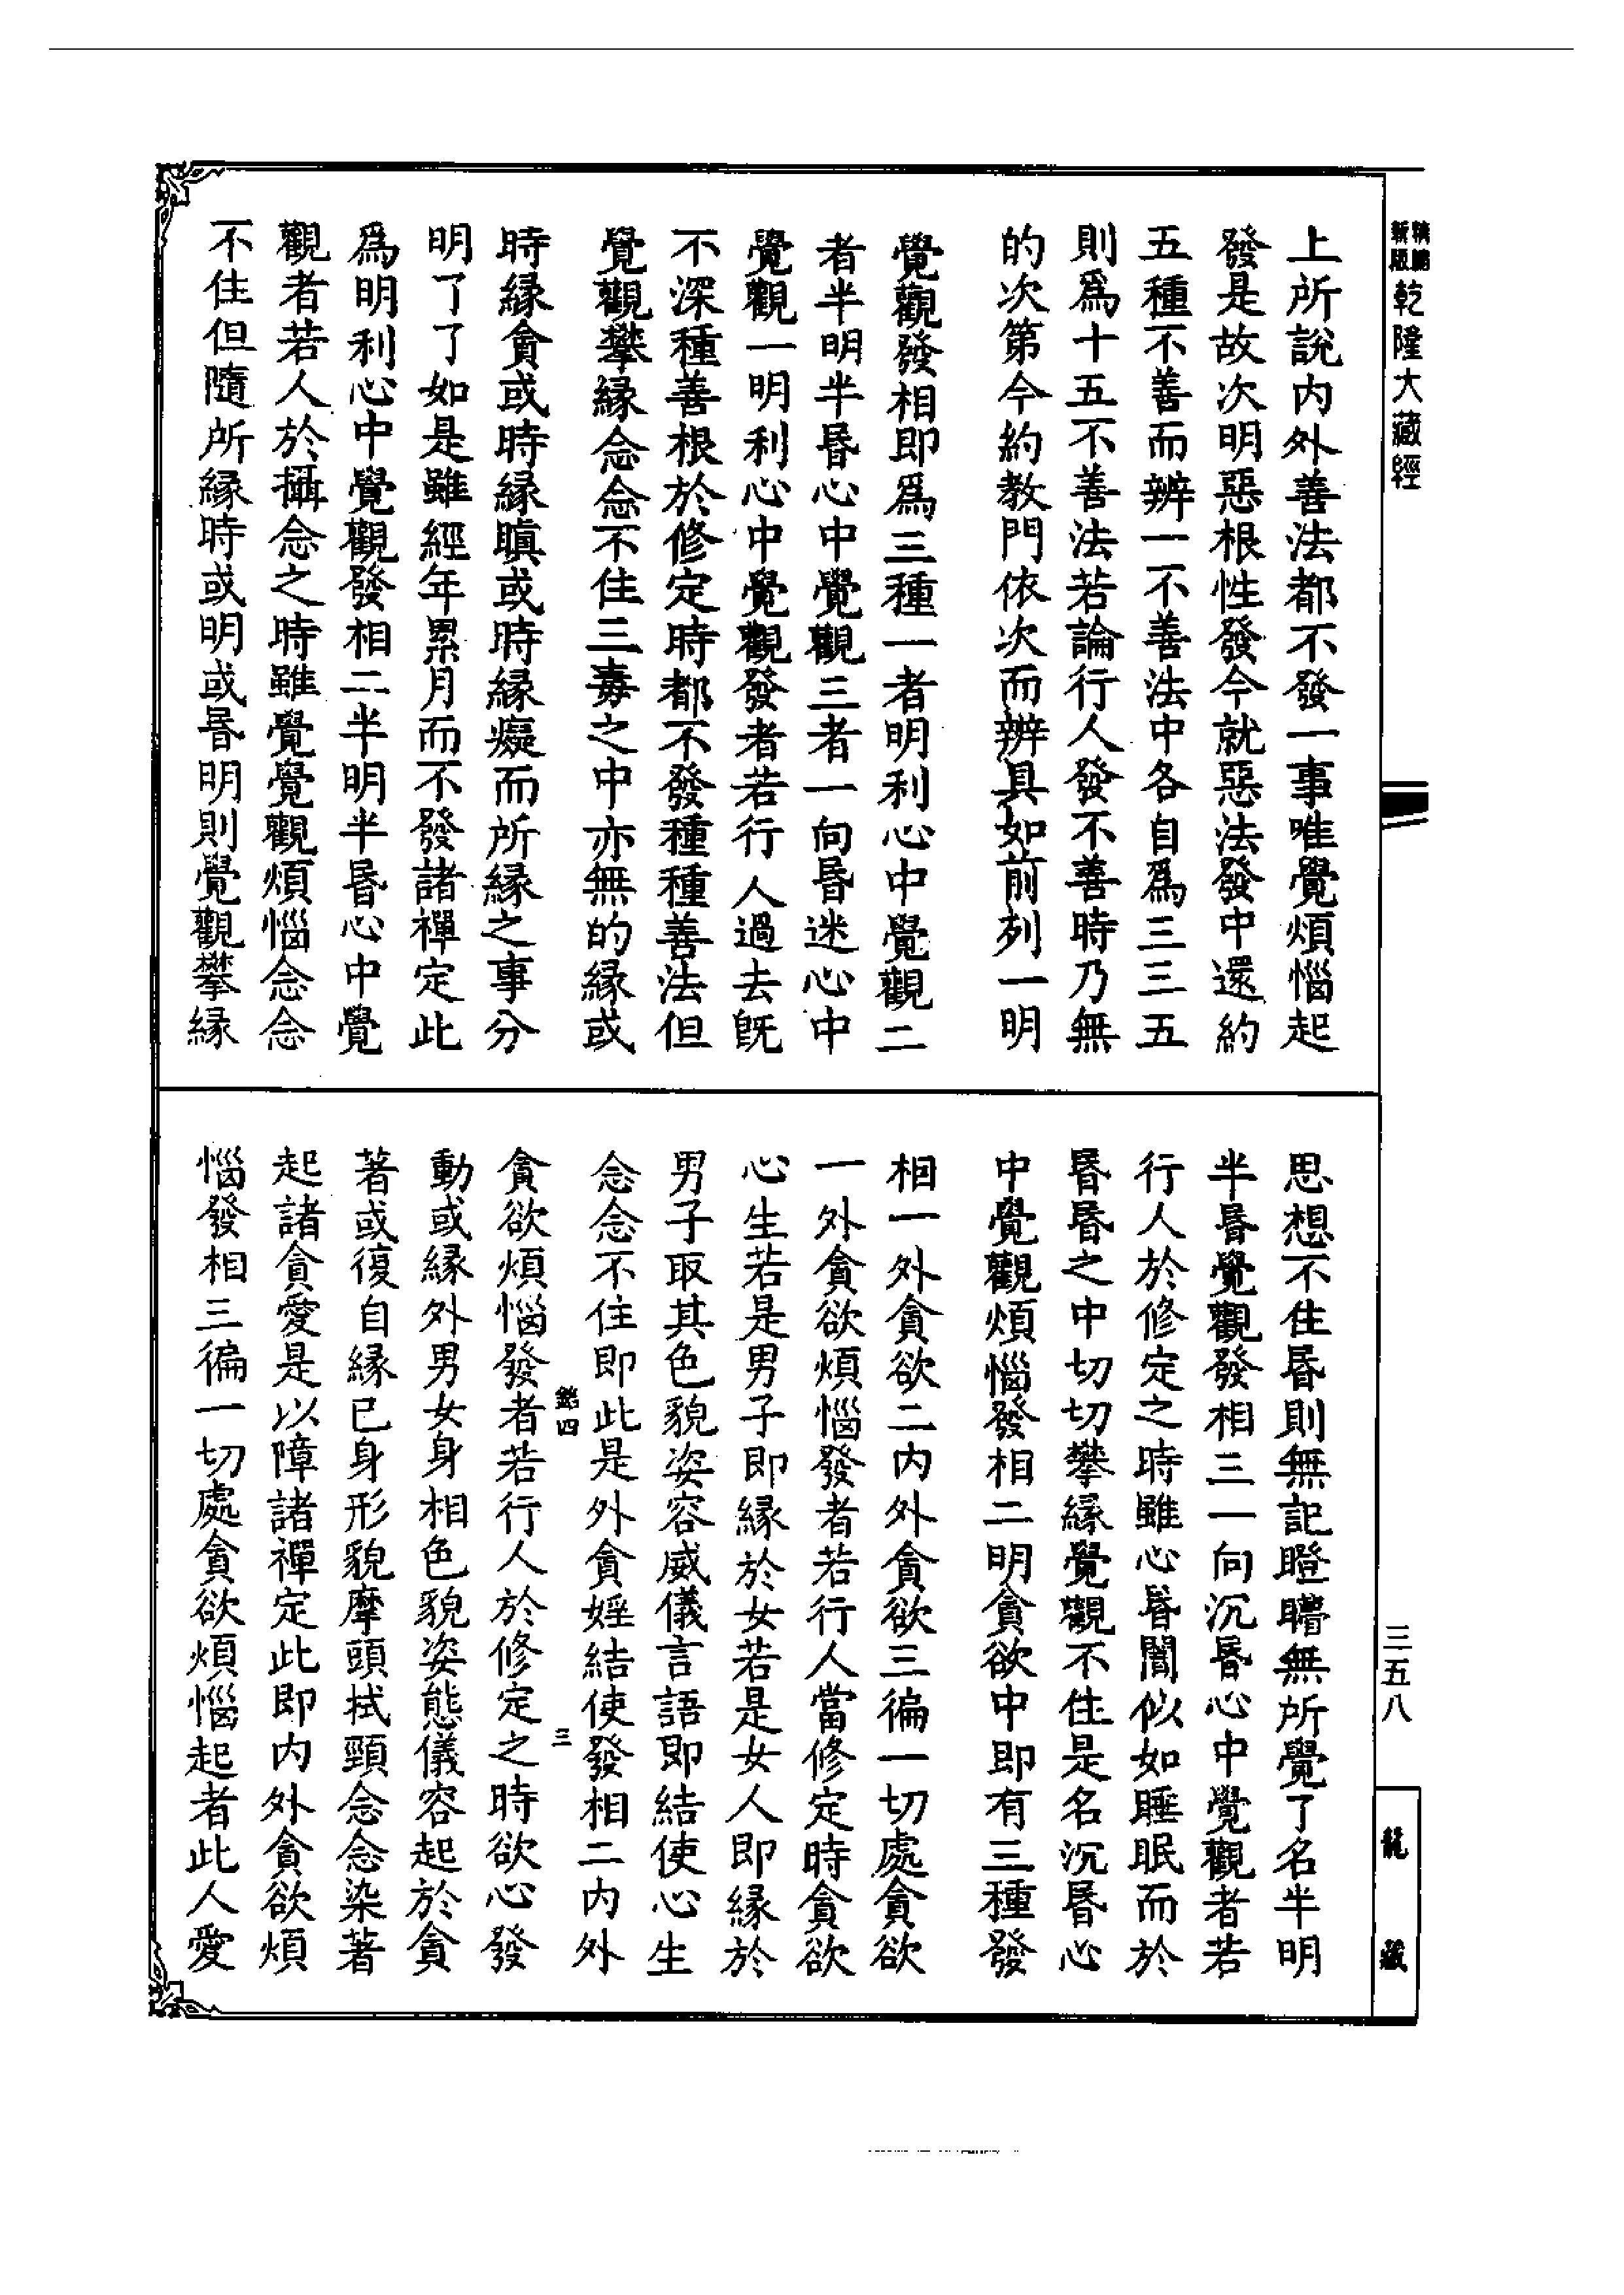 新版 精縮 乾隆大藏經
上所說内外善法都不發一事唯覺煩惱起
發是故次明惡根性發今就惡法發中還約
五種不善而辨一一不善法中各自爲三三五
則爲十五不善法若論行人發不善時乃無
的次第今約教門依次而辨具如前列一明
覺觀發相即爲三種一者明利心中覺觀二
者半明半昬心中覺觀三者一向昬迷心中
覺觀一明利心中覺觀發者若行人過去既
不深種善根於修定時都不發種種善法但
覺觀攀緣念念不住三毒之中亦無的緣或
時緣貪或時緣瞋或時緣癡而所緣之事分
明了了如是雖經年累月而不發諸禪定此
爲明利心中覺觀發相二半明半昬心中覺
觀者若人於攝念之時雖覺覺觀煩惱念念
不住但隨所緣時或明或昬明則覺觀攀緣
思想不住昬則無記瞪瞢無所覺了名半明
半昬覺觀發相三一向沉昬心中覺觀者若
行人於修定之時雖心昬闇似如睡眠而於
昬昬之中切切攀緣覺觀不住是名沉昬心
中覺觀煩惱發相二明貪欲中即有三種發
相一外貪欲二内外貪欲三徧一切處貪欲
一外貪欲煩惱發者若行人當修定時貪欲
心生若是男子即緣於女若是女人即緣於
男子取其色貌姿容威儀言語即結使心生
念念不住即此是外貪婬結使發相二内外
貪欲煩惱發者若行人於修定之時欲心發
動或緣外男女身相色貌姿態儀容起於貪
著或復自緣已身形貌摩頭拭頸念念染著
起諸貪愛是以障諸禪定此即内外貪欲煩
惱發相三徧一切處貪欲煩惱起者此人愛
四
三
三五八
龍藏